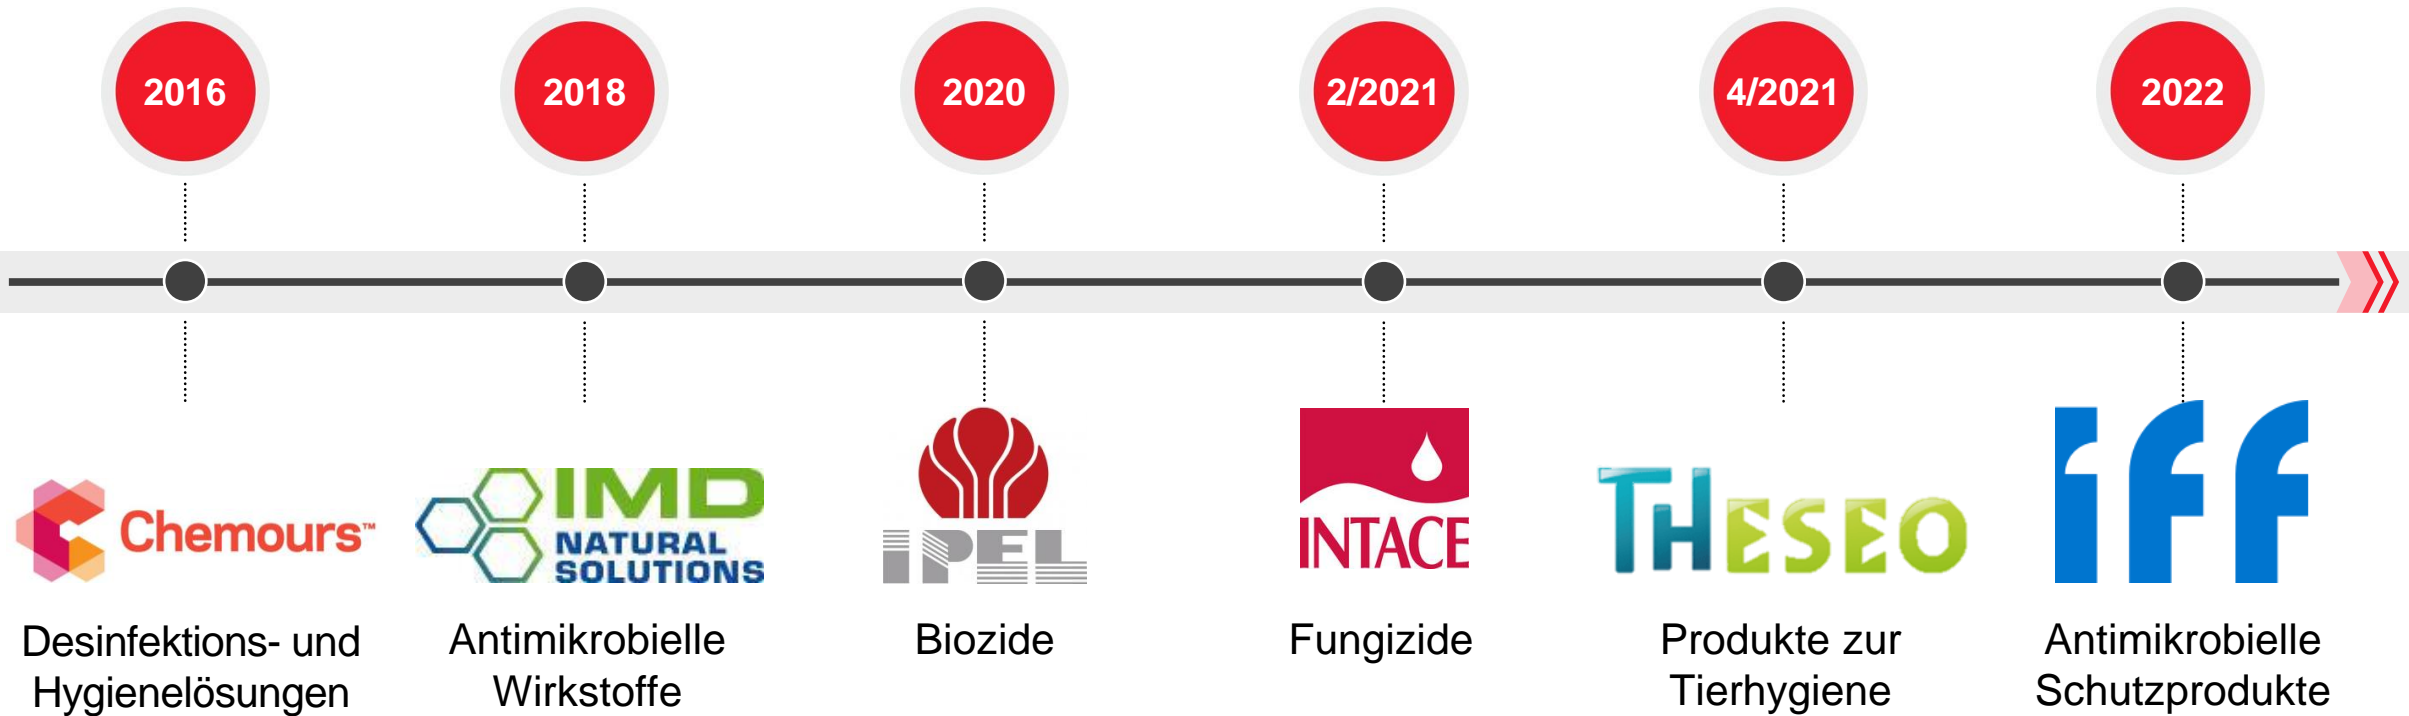 2016
2018
2020
2/2021
4/2021
2022
Chemours™
IMD
NATURAL
SOLUTIONS
IPEL
INTACE
THESEO
iff
Desinfektions- und
Hygienelösungen
Antimikrobielle
Wirkstoffe
Biozide
Fungizide
Produkte zur
Tierhygiene
Antimikrobielle
Schutzprodukte